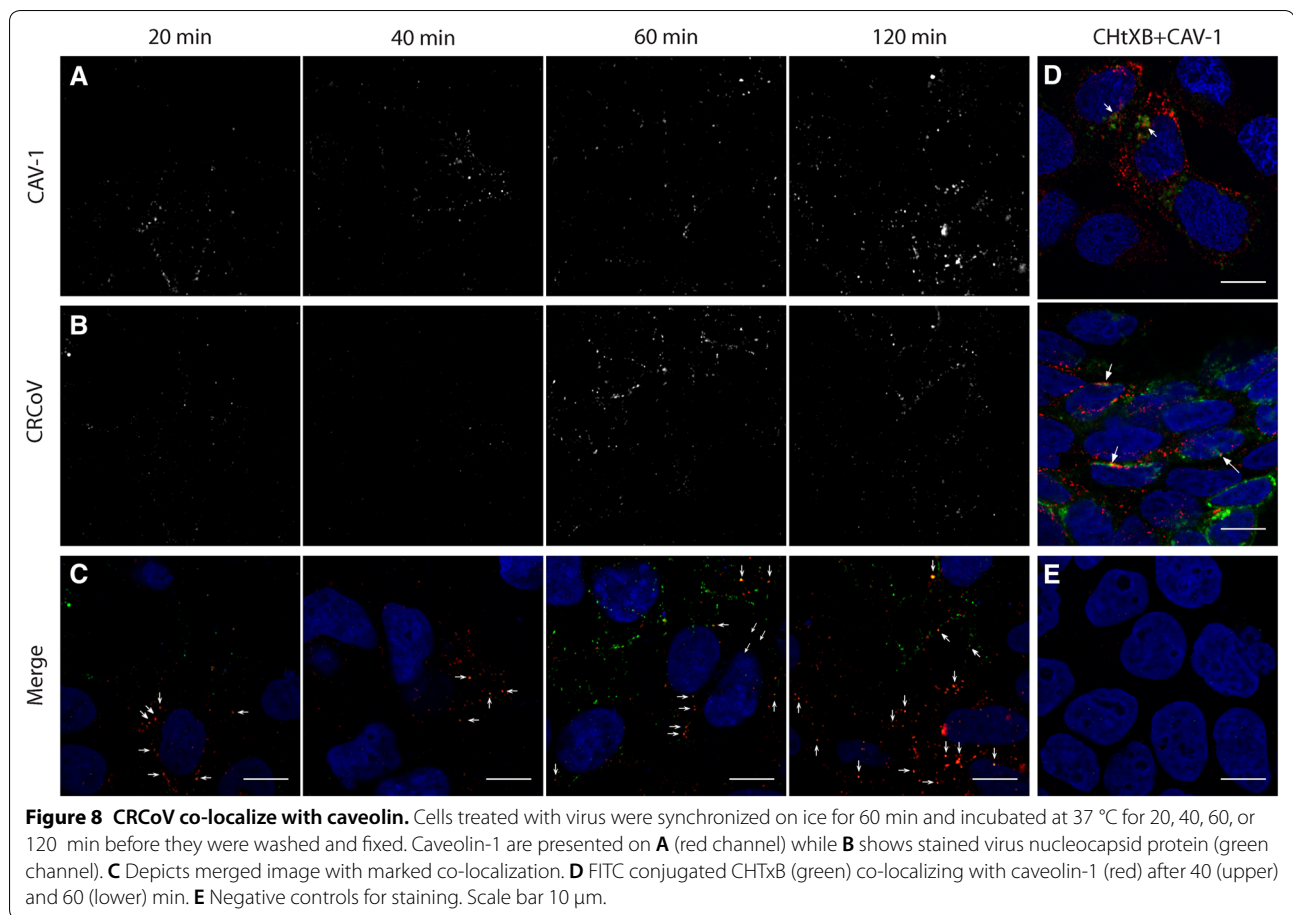 20 min 40 min 60 min 120 min CHtXB+CAV-1
A D
CAV-1
B
CRCoV
C E
Merge
Figure 8 CRCoV co-localize with caveolin. Cells treated with virus were synchronized on ice for 60 min and incubated at 37 °C for 20, 40, 60, or
120 min before they were washed and fixed. Caveolin-1 are presented on A (red channel) while B shows stained virus nucleocapsid protein (green
channel). C Depicts merged image with marked co-localization. D FITC conjugated CHTxB (green) co-localizing with caveolin-1 (red) after 40 (upper)
and 60 (lower) min. E Negative controls for staining. Scale bar 10 µm.